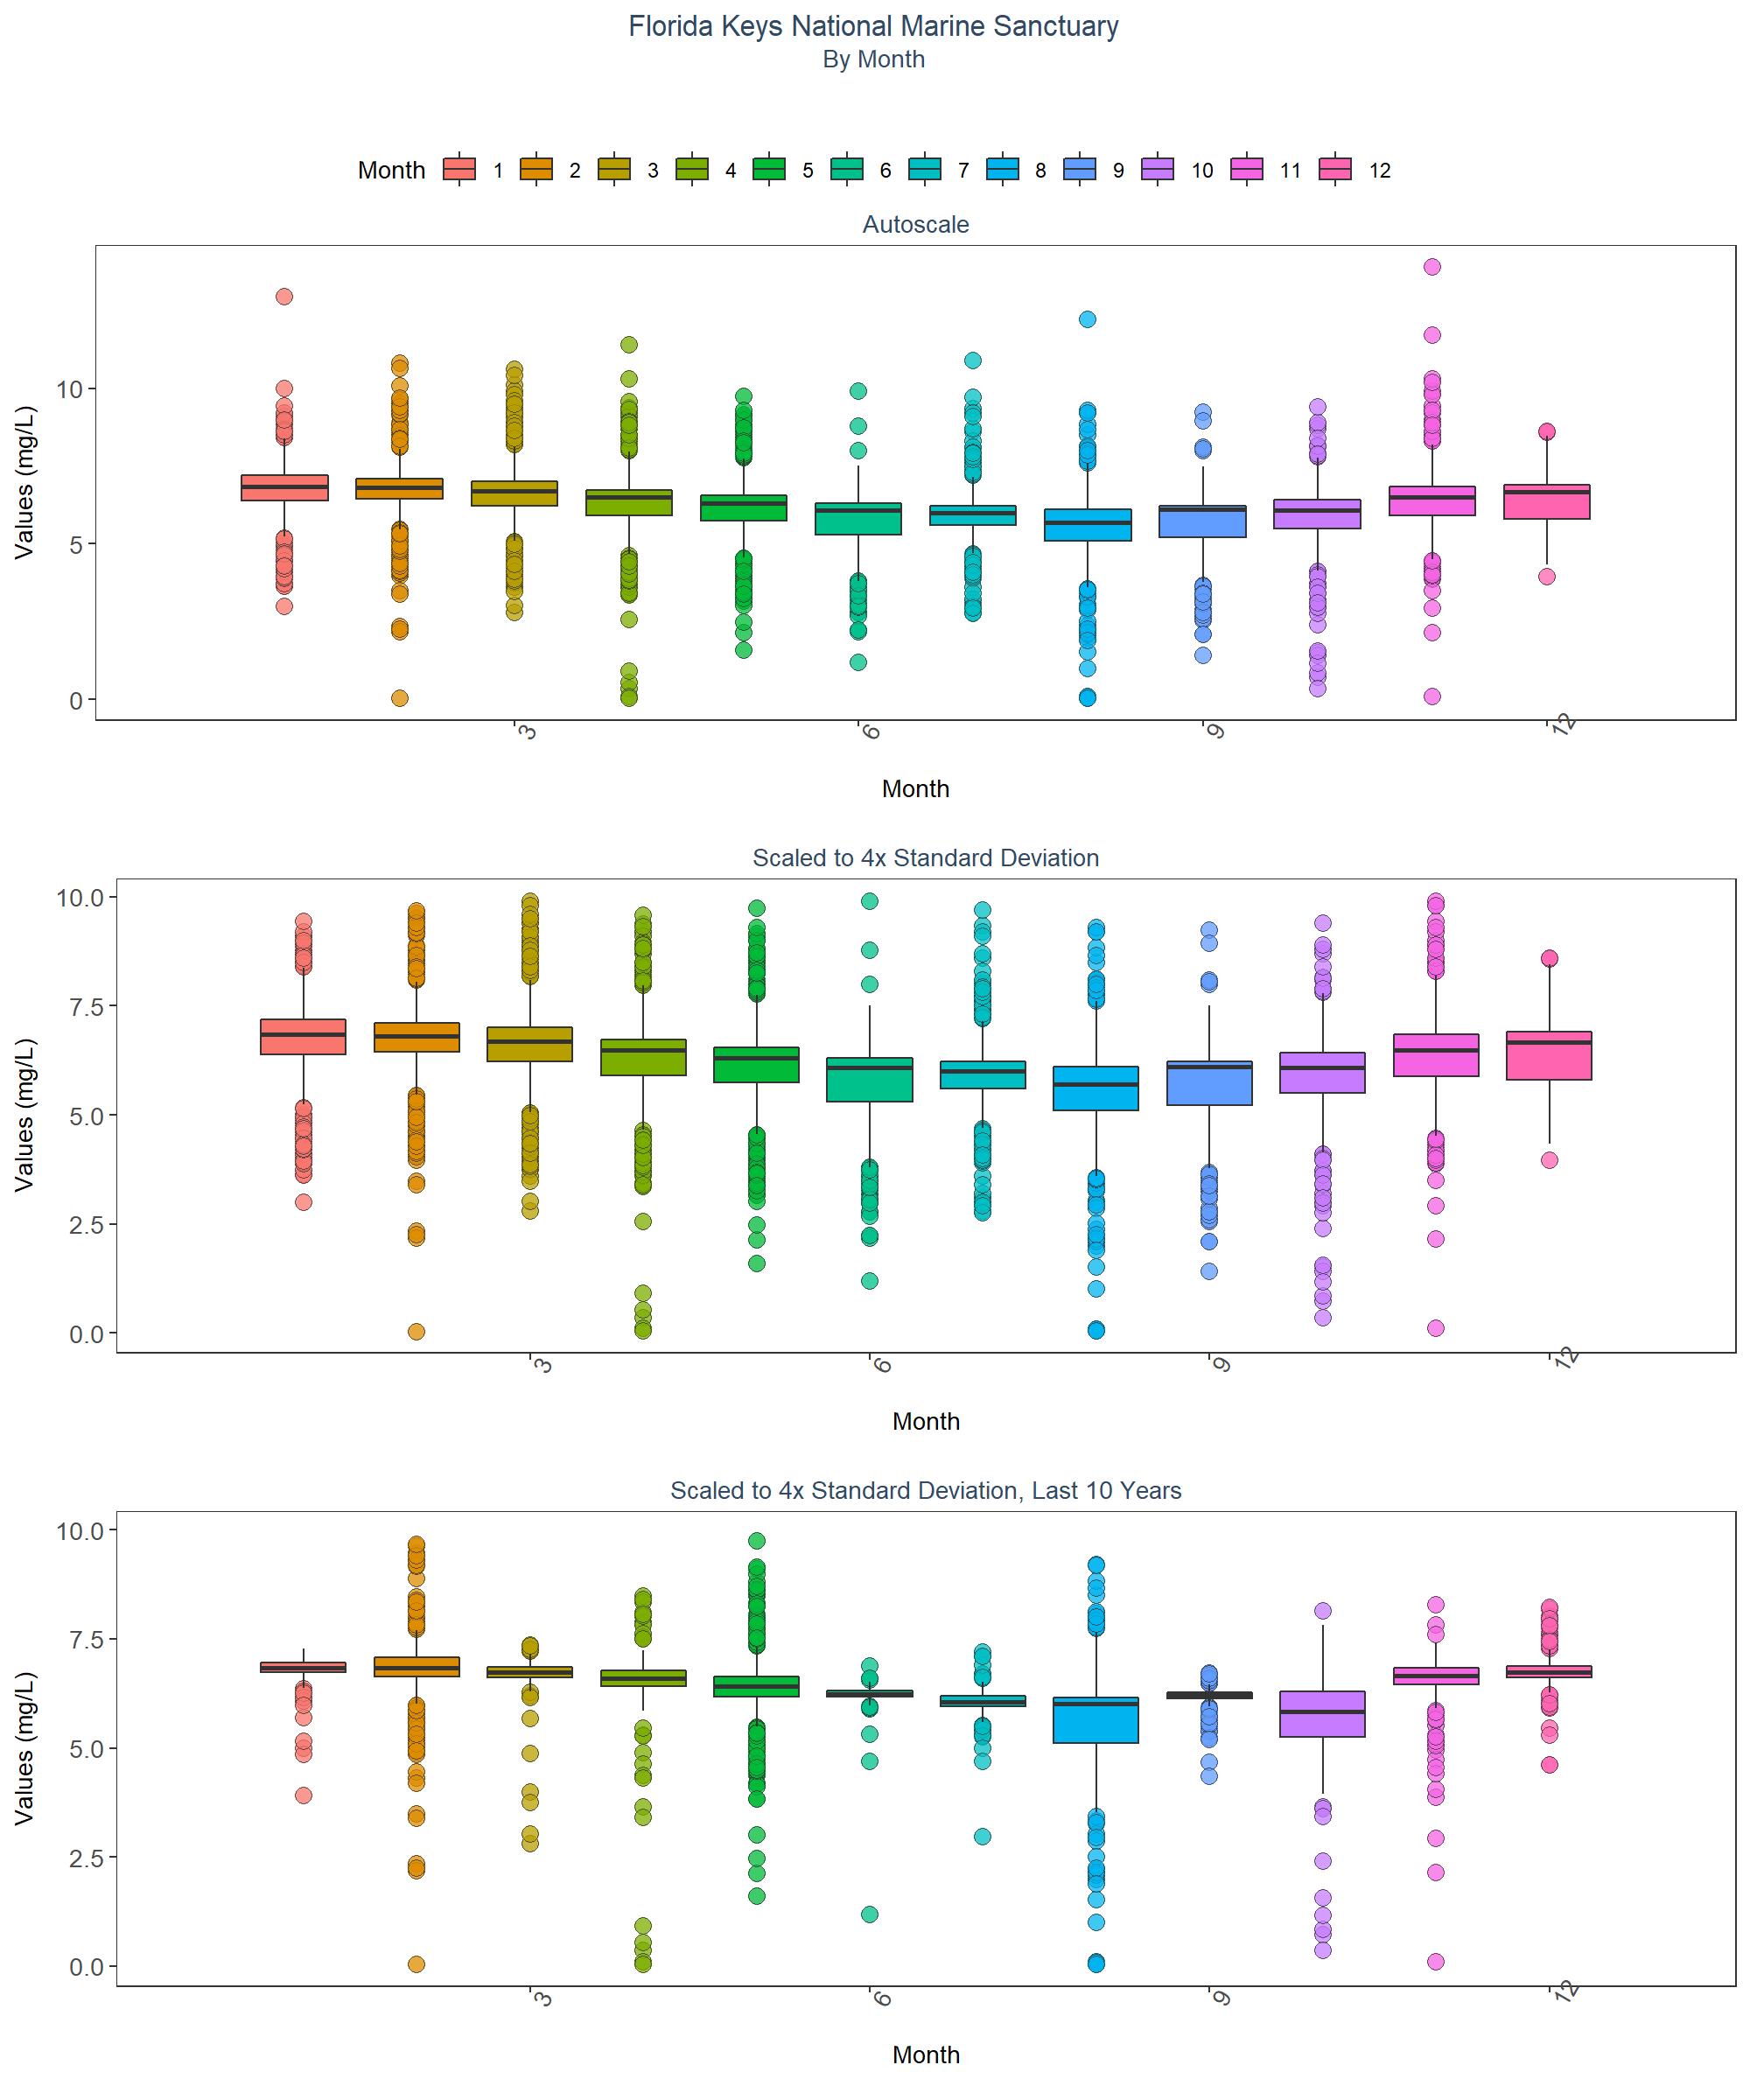 Florida Keys National Marine Sanctuary
By Month
Month 1 2 3 4 5 6 7 8 9 10 11 12
Autoscale
Values (mg/L)
10
5
0
3 6 9 12
Month
Scaled to 4x Standard Deviation
Values (mg/L)
10.0
7.5
5.0
2.5
0.0
3 6 9 12
Month
Scaled to 4x Standard Deviation, Last 10 Years
Values (mg/L)
10.0
7.5
5.0
2.5
0.0
3 6 9 12
Month